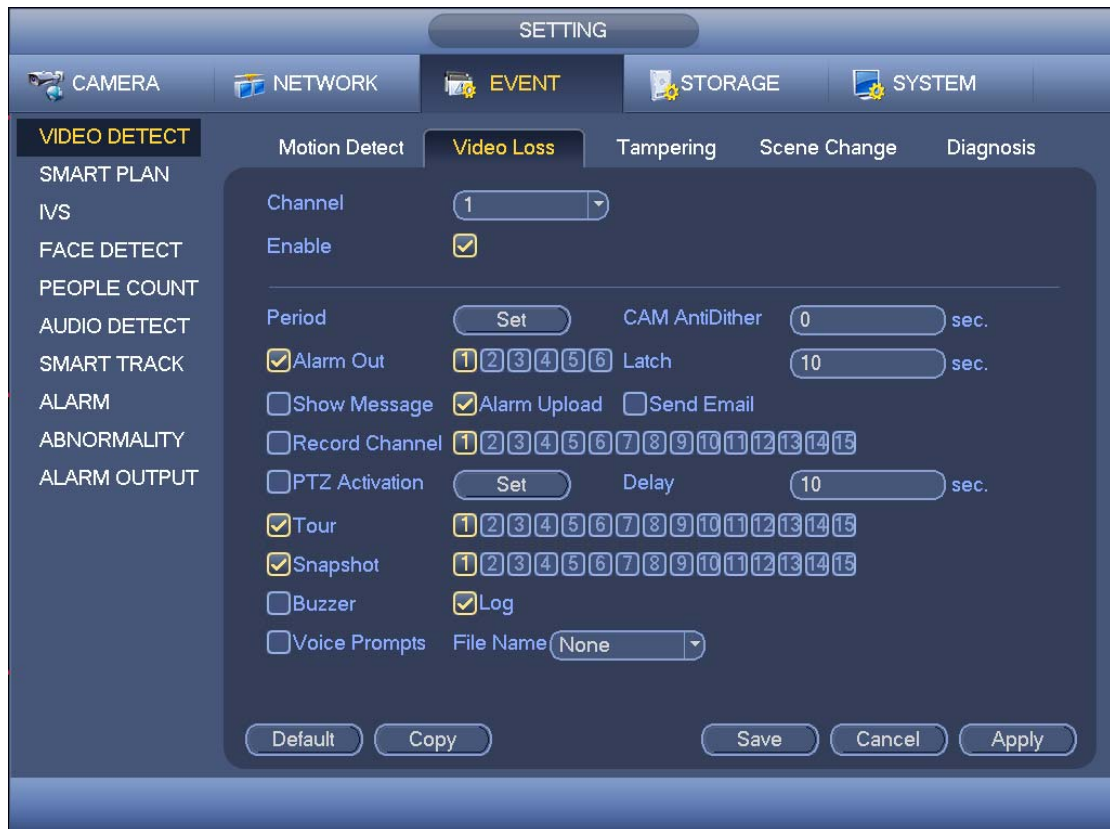 SETTING
CAMERA NETWORK EVENT STORAGE SYSTEM
VIDEO DETECT
SMART PLAN
IVS
FACE DETECT
PEOPLE COUNT
AUDIO DETECT
SMART TRACK
ALARM
ABNORMALITY
ALARM OUTPUT
Motion Detect Video Loss Tampering Scene Change Diagnosis
Channel 1
Enable
Period Set CAM AntiDither 0 sec.
Alarm Out 1 2 3 4 5 6 Latch 10 sec.
Show Message Alarm Upload Send Email
Record Channel 1 2 3 4 5 6 7 8 9 10 11 12 13 14 15
PTZ Activation Set Delay 10 sec.
Tour 1 2 3 4 5 6 7 8 9 10 11 12 13 14 15
Snapshot 1 2 3 4 5 6 7 8 9 10 11 12 13 14 15
Buzzer Log
Voice Prompts File Name None
Default Copy Save Cancel Apply